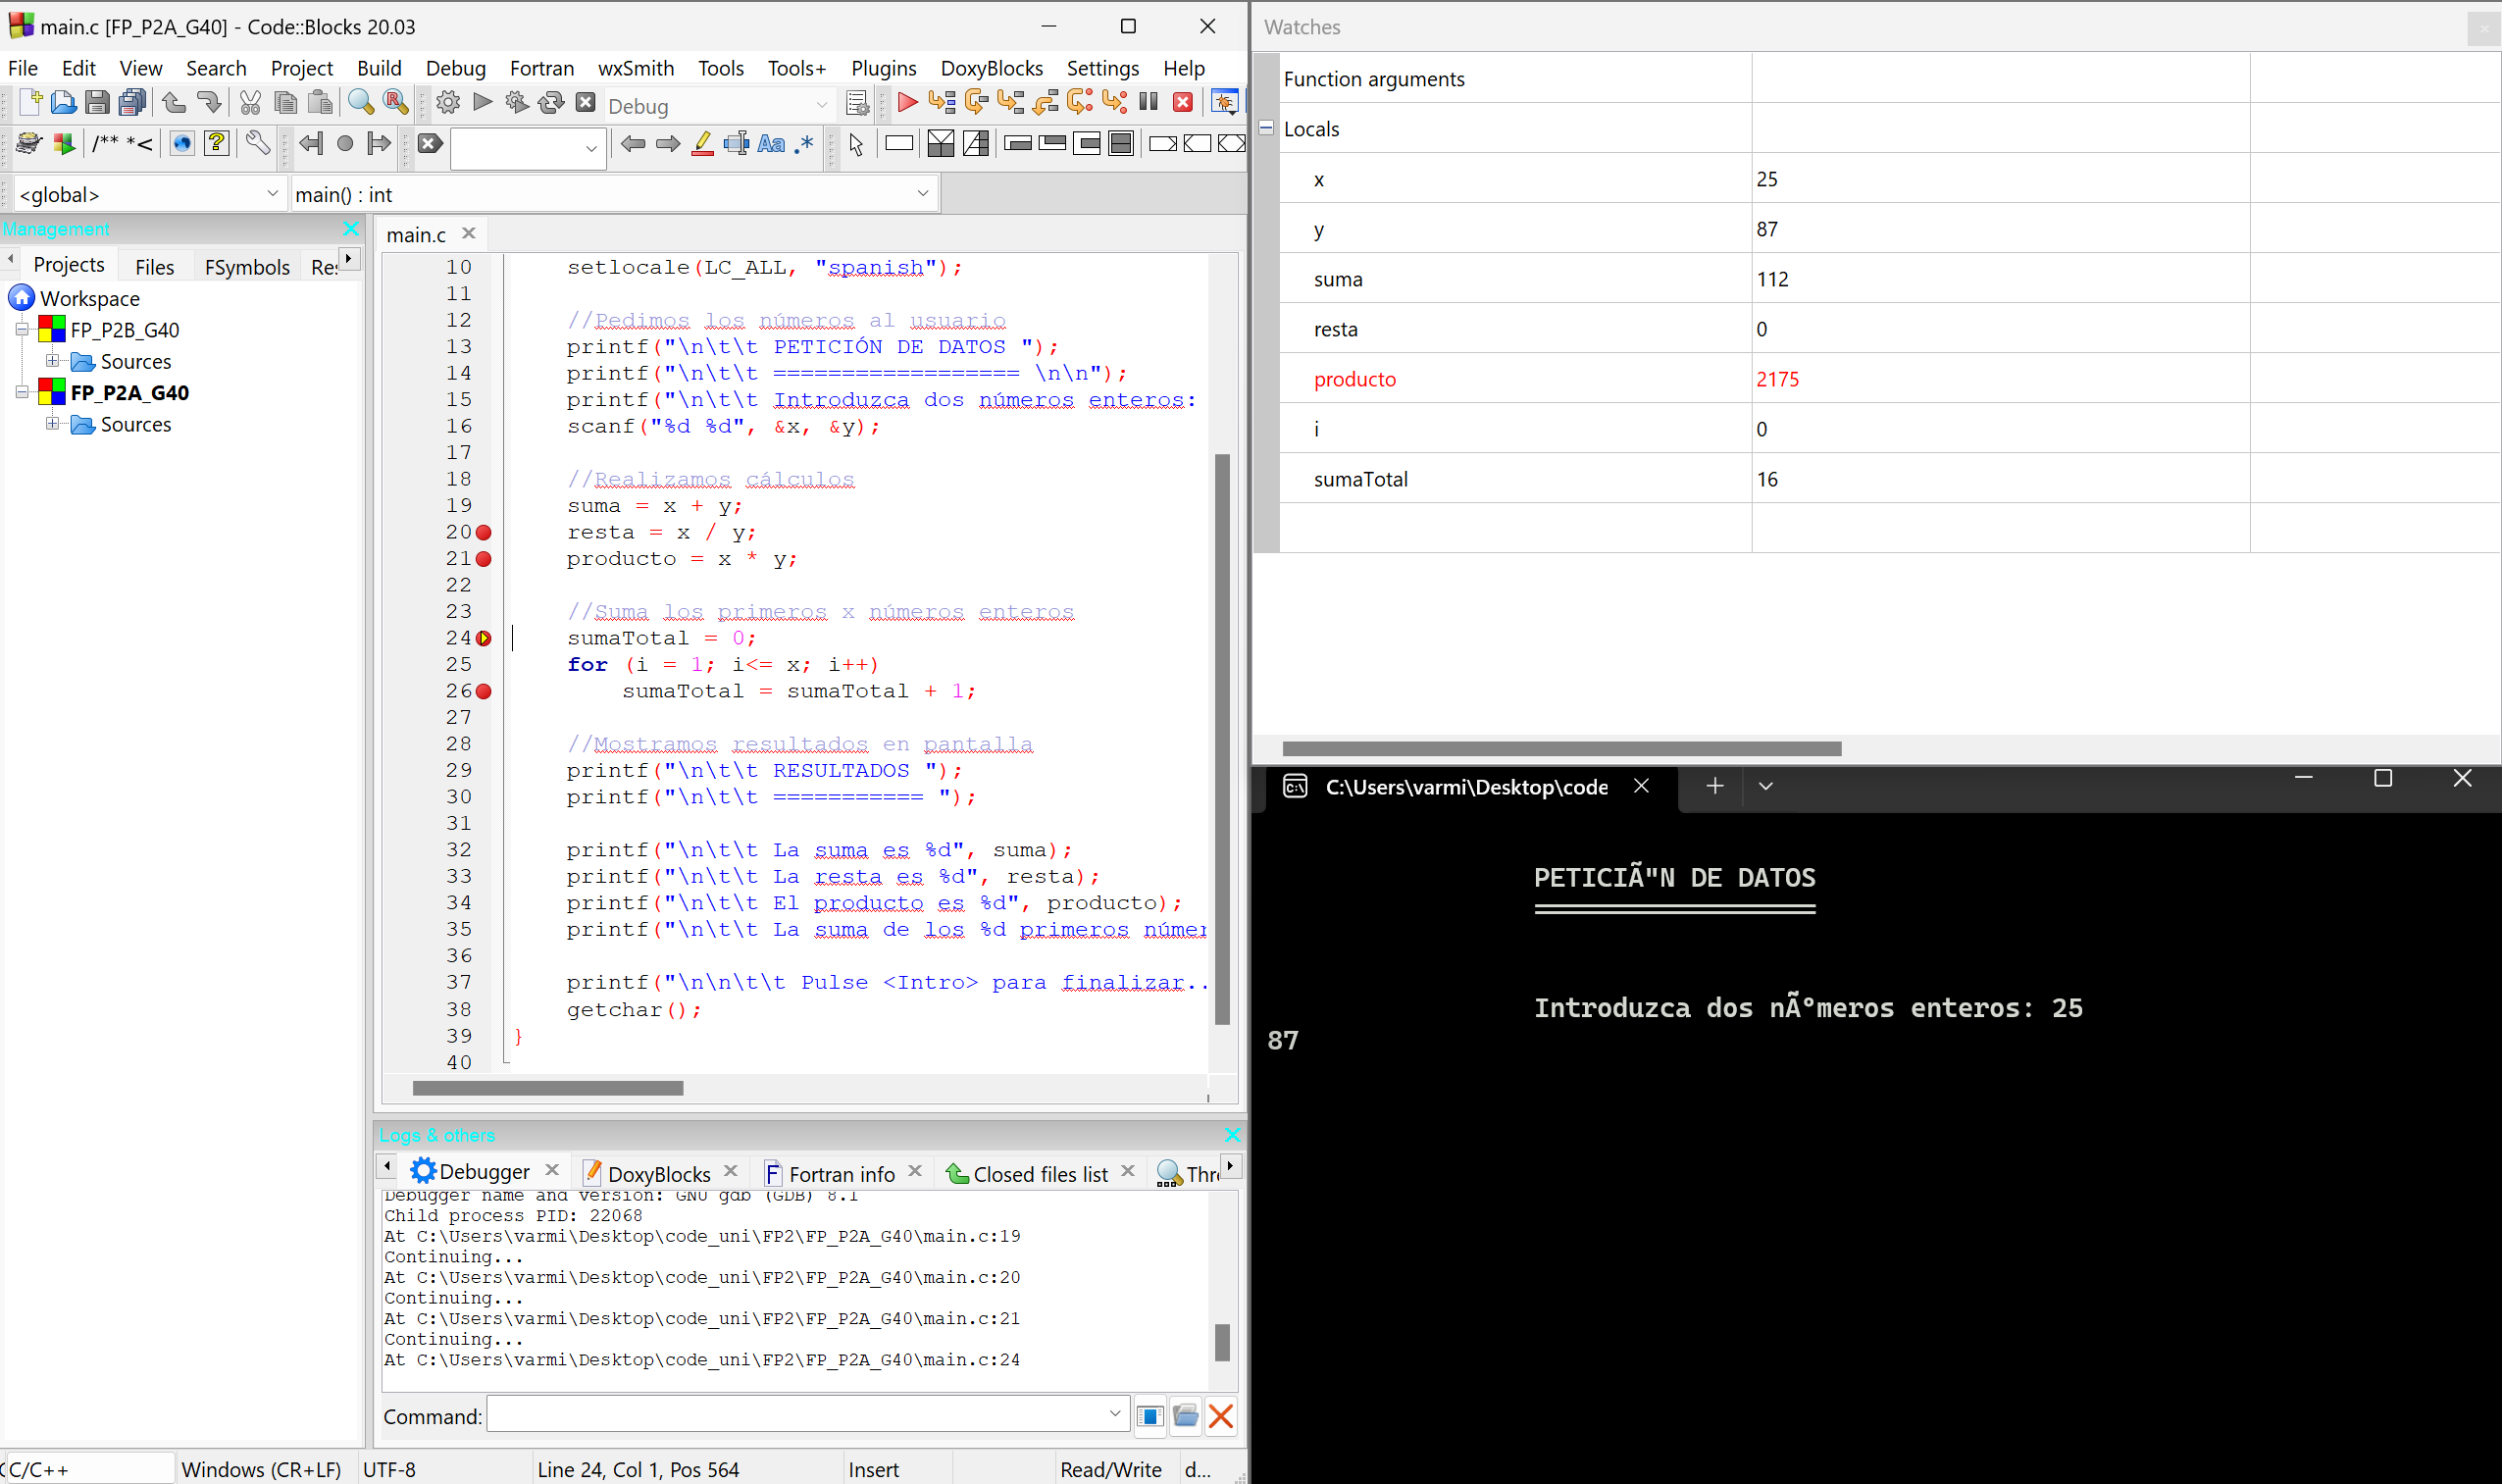 main.c [FP_P2A_G40] - Code::Blocks 20.03
File Edit View Search Project Build Debug Fortran wxSmith Tools Tools+ Plugins DoxyBlocks Settings Help
Debug
/** *<
Aa .*
<global> main() : int
Management
Projects Files FSymbols Re
Workspace
FP_P2B_G40
Sources
FP_P2A_G40
Sources
main.c
10 setlocale(LC_ALL, "spanish");
11
12 //Pedimos los números al usuario
13 printf("\n\t\t PETICIÓN DE DATOS ");
14 printf("\n\t\t ================== \n\n");
15 printf("\n\t\t Introduzca dos números enteros:
16 scanf("%d %d", &x, &y);
17
18 //Realizamos cálculos
19 suma = x + y;
20 resta = x / y;
21 producto = x * y;
22
23 //Suma los primeros x números enteros
24 sumaTotal = 0;
25 for (i = 1; i<= x; i++)
26 sumaTotal = sumaTotal + 1;
27
28 //Mostramos resultados en pantalla
29 printf("\n\t\t RESULTADOS ");
30 printf("\n\t\t =========== ");
31
32 printf("\n\t\t La suma es %d", suma);
33 printf("\n\t\t La resta es %d", resta);
34 printf("\n\t\t El producto es %d", producto);
35 printf("\n\t\t La suma de los %d primeros númer
36
37 printf("\n\n\t\t Pulse <Intro> para finalizar..
38 getchar();
39 }
40
Logs & others
Debugger DoxyBlocks Fortran info Closed files list Thr
Debugger name and version: GNU gdb (GDB) 8.1
Child process PID: 22068
At C:\Users\varmi\Desktop\code_uni\FP2\FP_P2A_G40\main.c:19
Continuing...
At C:\Users\varmi\Desktop\code_uni\FP2\FP_P2A_G40\main.c:20
Continuing...
At C:\Users\varmi\Desktop\code_uni\FP2\FP_P2A_G40\main.c:21
Continuing...
At C:\Users\varmi\Desktop\code_uni\FP2\FP_P2A_G40\main.c:24
Command:
C/C++ Windows (CR+LF) UTF-8 Line 24, Col 1, Pos 564 Insert Read/Write d...
Watches
Function arguments
Locals
x 25
y 87
suma 112
resta 0
producto 2175
i 0
sumaTotal 16
C:\Users\varmi\Desktop\code
PETICIÃ"N DE DATOS
==================
Introduzca dos nÃºmeros enteros: 25
87